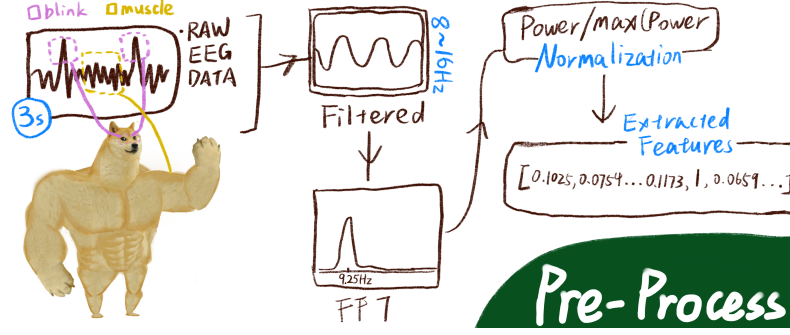 blink muscle
RAW
EEG
DATA
3s
8~16Hz
Filtered
9.25Hz
FFT
Power/max(Power
Normalization
Extracted
Features
[0.1025,0.0759...0.1173,1,0.0659...]
Pre-Process